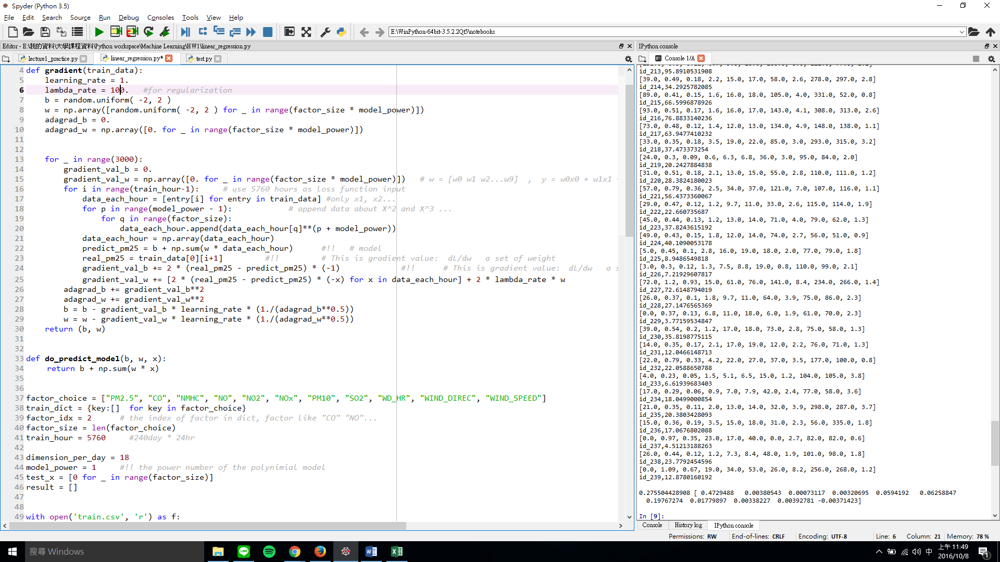 Spyder (Python 3.5)
File Edit Search Source Run Debug Consoles Tools View Help
E:\WinPython-64bit-3.5.2.2Qt5\notebooks
Editor - E:\我的資料\大學課程資料\Python workspace\Machine Learning\HW1\linear_regression.py
lecture1_practice.py linear_regression.py* test.py
4 def gradient(train_data):
5 learning_rate = 1.
6 lambda_rate = 100. #for regularization
7 b = random.uniform( -2, 2 )
8 w = np.array([random.uniform( -2, 2 ) for _ in range(factor_size * model_power)])
9 adagrad_b = 0.
10 adagrad_w = np.array([0. for _ in range(factor_size * model_power)])
11
12
13 for _ in range(3000):
14 gradient_val_b = 0.
15 gradient_val_w = np.array([0. for _ in range(factor_size * model_power)]) # w = [w0 w1 w2...w9] , y = w0x0 + w1x1
16 for i in range(train_hour-1): # use 5760 hours as loss function input
17 data_each_hour = [entry[i] for entry in train_data] #only x1, x2...
18 for p in range(model_power - 1): # append data about X^2 and X^3 ...
19 for q in range(factor_size):
20 data_each_hour.append(data_each_hour[q]**(p + model_power))
21 data_each_hour = np.array(data_each_hour)
22 predict_pm25 = b + np.sum(w * data_each_hour) #!! # model
23 real_pm25 = train_data[0][i+1] #!! # This is gradient value: dL/dw a set of weight
24 gradient_val_b += 2 * (real_pm25 - predict_pm25) * (-1) #!! # This is gradient value: dL/dw a s
25 gradient_val_w += [2 * (real_pm25 - predict_pm25) * (-x) for x in data_each_hour] + 2 * lambda_rate * w
26 adagrad_b += gradient_val_b**2
27 adagrad_w += gradient_val_w**2
28 b = b - gradient_val_b * learning_rate * (1./(adagrad_b**0.5))
29 w = w - gradient_val_w * learning_rate * (1./(adagrad_w**0.5))
30 return (b, w)
31
32
33 def do_predict_model(b, w, x):
34 return b + np.sum(w * x)
35
36
37 factor_choice = ["PM2.5", "CO", "NMHC", "NO", "NO2", "NOx", "PM10", "SO2", "WD_HR", "WIND_DIREC", "WIND_SPEED"]
38 train_dict = {key:[] for key in factor_choice}
39 factor_idx = 2 # the index of factor in dict, factor like "CO" "NO"...
40 factor_size = len(factor_choice)
41 train_hour = 5760 #240day * 24hr
42
43 dimension_per_day = 18
44 model_power = 1 #!! the power number of the polynimial model
45 test_x = [0 for _ in range(factor_size)]
46 result = []
47
48
49 with open('train.csv', 'r') as f:
IPython console
Console 1/A
id_213,95.8910531908
[39.0, 0.49, 0.18, 2.2, 15.0, 17.0, 58.0, 2.6, 278.0, 297.0, 2.8]
id_214,34.2925782085
[89.0, 0.41, 0.15, 1.6, 16.0, 18.0, 105.0, 4.0, 331.0, 52.0, 0.8]
id_215,66.5996878926
[93.0, 0.51, 0.17, 1.6, 16.0, 17.0, 143.0, 4.1, 308.0, 313.0, 2.6]
id_216,76.8833140236
[73.0, 0.48, 0.12, 1.4, 12.0, 13.0, 134.0, 4.9, 148.0, 138.0, 1.1]
id_217,63.9477410232
[33.0, 0.35, 0.18, 3.5, 19.0, 22.0, 85.0, 3.0, 293.0, 315.0, 3.2]
id_218,37.473373254
[24.0, 0.3, 0.09, 0.6, 6.3, 6.8, 36.0, 3.0, 95.0, 84.0, 2.0]
id_219,20.2427884838
[31.0, 0.51, 0.18, 2.1, 13.0, 15.0, 55.0, 2.8, 110.0, 111.0, 1.2]
id_220,28.3824180023
[57.0, 0.79, 0.36, 2.5, 34.0, 37.0, 121.0, 7.0, 107.0, 116.0, 1.1]
id_221,56.4373360067
[29.0, 0.47, 0.12, 1.2, 9.7, 11.0, 33.0, 2.6, 115.0, 114.0, 1.9]
id_222,22.660735687
[45.0, 0.44, 0.13, 1.2, 13.0, 14.0, 71.0, 4.0, 79.0, 62.0, 1.3]
id_223,37.8243615192
[49.0, 0.43, 0.15, 1.8, 12.0, 14.0, 74.0, 2.7, 56.0, 51.0, 0.9]
id_224,40.1090053178
[5.0, 0.45, 0.1, 2.8, 16.0, 19.0, 18.0, 2.0, 77.0, 79.0, 1.8]
id_225,8.9486549818
[3.0, 0.3, 0.12, 1.3, 7.5, 8.8, 19.0, 0.8, 110.0, 99.0, 2.1]
id_226,7.21929607817
[72.0, 1.2, 0.93, 15.0, 61.0, 76.0, 141.0, 8.4, 234.0, 266.0, 1.4]
id_227,72.6148794019
[26.0, 0.37, 0.1, 1.8, 9.7, 11.0, 64.0, 3.9, 75.0, 86.0, 2.3]
id_228,27.1476565369
[0.0, 0.37, 0.13, 6.8, 11.0, 18.0, 6.0, 1.9, 61.0, 70.0, 2.3]
id_229,3.77159534847
[39.0, 0.54, 0.2, 1.2, 17.0, 18.0, 73.0, 2.8, 75.0, 58.0, 1.3]
id_230,35.8198775115
[14.0, 0.35, 0.17, 2.1, 17.0, 19.0, 12.0, 2.2, 76.0, 71.0, 1.3]
id_231,12.0466148713
[22.0, 0.79, 0.33, 4.2, 22.0, 27.0, 37.0, 3.5, 177.0, 100.0, 0.8]
id_232,22.0588650788
[4.0, 0.23, 0.05, 1.5, 5.1, 6.5, 15.0, 1.2, 104.0, 105.0, 3.8]
id_233,6.61939683403
[17.0, 0.29, 0.06, 0.9, 7.0, 7.9, 42.0, 2.4, 77.0, 58.0, 3.6]
id_234,18.0499000854
[21.0, 0.35, 0.11, 2.0, 13.0, 14.0, 32.0, 3.9, 298.0, 287.0, 3.7]
id_235,20.3803428093
[15.0, 0.36, 0.19, 3.5, 15.0, 18.0, 31.0, 2.3, 56.0, 335.0, 1.8]
id_236,17.0676802088
[0.0, 0.97, 0.35, 23.0, 17.0, 40.0, 0.0, 2.7, 82.0, 82.0, 0.6]
id_237,4.51213188263
[26.0, 0.44, 0.12, 1.2, 7.3, 8.4, 48.0, 1.9, 101.0, 98.0, 1.8]
id_238,23.7792454596
[0.0, 1.09, 0.67, 19.0, 34.0, 53.0, 26.0, 8.2, 256.0, 268.0, 1.2]
id_239,12.8780160192
0.275504428908 [ 0.4729488 0.00380543 0.00073117 0.00320695 0.0594192 0.06258847
0.19767274 0.01779897 0.00338227 0.00392781 -0.00371423]
In [9]:
Console History log IPython console
Permissions: RW End-of-lines: CRLF Encoding: UTF-8 Line: 6 Column: 21 Memory: 78 %
搜尋 Windows
中 上午 11:49
2016/10/8
1